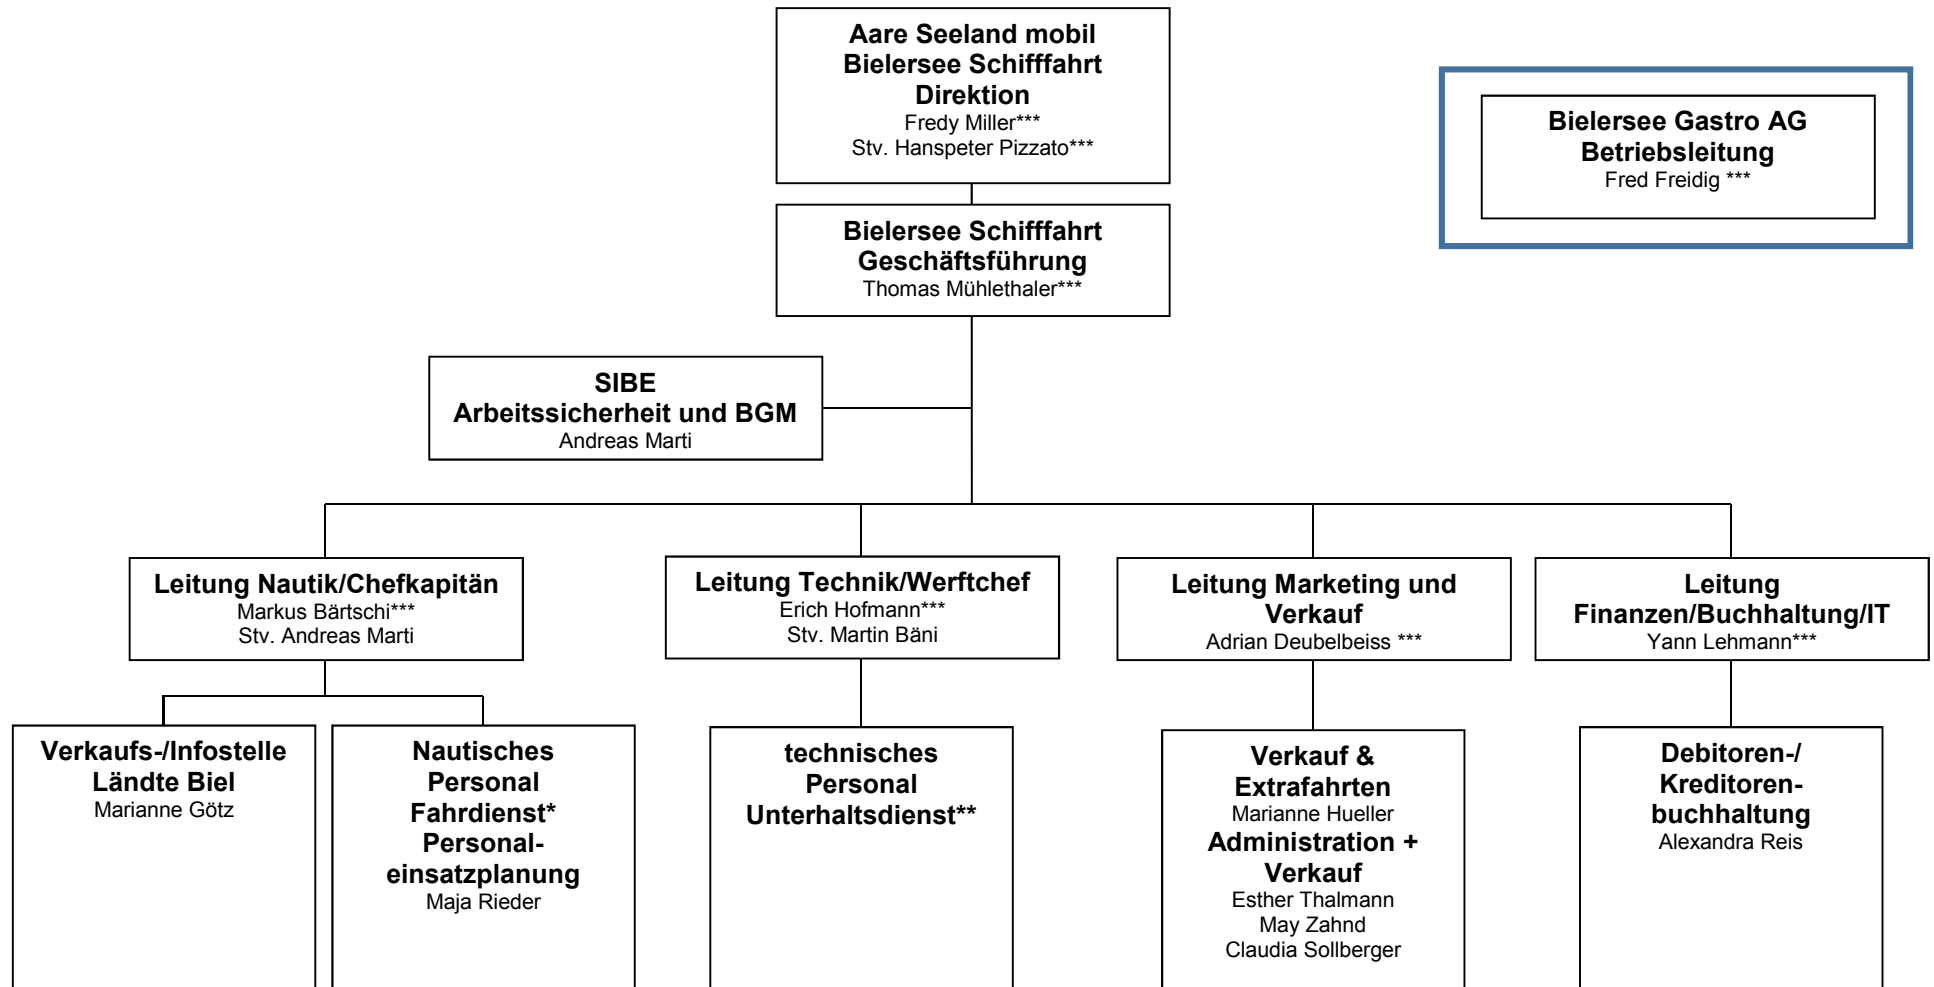 Aare Seeland mobil
Bielersee Schifffahrt
Direktion
Fredy Miller***
Stv. Hanspeter Pizzato***
Bielersee Gastro AG
Betriebsleitung
Fred Freidig ***
Bielersee Schifffahrt
Geschäftsführung
Thomas Mühlethaler***
SIBE
Arbeitssicherheit und BGM
Andreas Marti
Leitung Nautik/Chefkapitän
Markus Bärtschi***
Stv. Andreas Marti
Leitung Technik/Werftchef
Erich Hofmann***
Stv. Martin Bäni
Leitung Marketing und
Verkauf
Adrian Deubelbeiss ***
Leitung
Finanzen/Buchhaltung/IT
Yann Lehmann***
Verkaufs-/Infostelle
Ländte Biel
Marianne Götz
Nautisches
Personal
Fahrdienst*
Personal-
einsatzplanung
Maja Rieder
technisches
Personal
Unterhaltsdienst**
Verkauf &
Extrafahrten
Marianne Hueller
Administration +
Verkauf
Esther Thalmann
May Zahnd
Claudia Sollberger
Debitoren-/
Kreditoren-
buchhaltung
Alexandra Reis